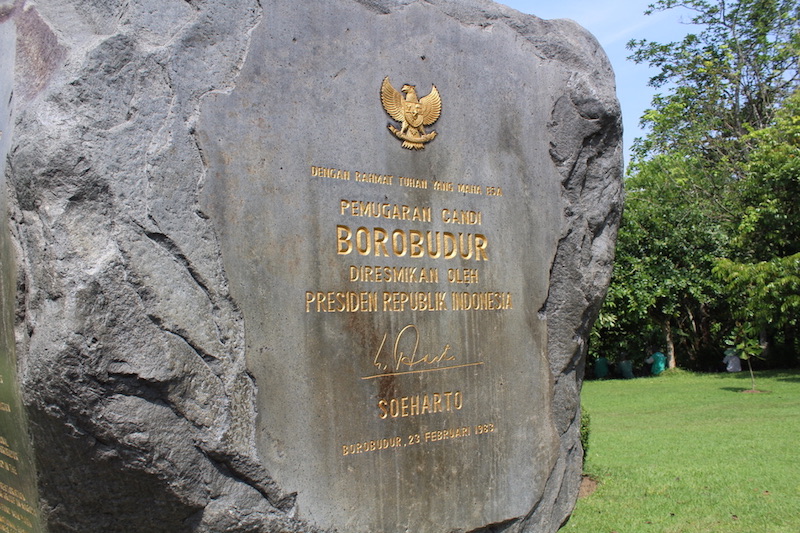 DENGAN RAHMAT TUHAN YANG MAHA ESA
PEMUGARAN CANDI
BOROBUDUR
DIRESMIKAN OLEH
PRESIDEN REPUBLIK INDONESIA
SOEHARTO
BOROBUDUR, 23 FEBRUARI 1983